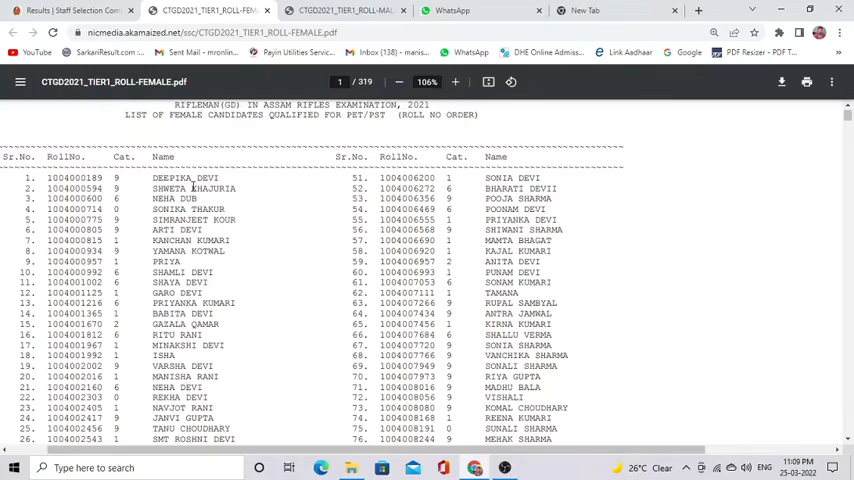 Results | Staff Selection Com
CTGD2021_TIER1_ROLL-FEMALE.
CTGD2021_TIER1_ROLL-MAL
WhatsApp
New Tab
nicmedia.akamaized.net/ssc/CTGD2021_TIER1_ROLL-FEMALE.pdf
YouTube SarkariResult.com: Sent Mail - mronlin... Payin Utilities Servic... Inbox (138) - manis... WhatsApp DHE Online Admissi... Link Aadhaar Google PDF Resizer - The D... PDF Editor
CTGD2021_TIER1_ROLL-FEMALE.pdf 1 / 319 106%
RIFLEMAN(GD) IN ASSAM RIFLES EXAMINATION, 2021
LIST OF FEMALE CANDIDATES QUALIFIED FOR PET/PST (ROLL NO ORDER)
Sr.No. RollNo. Cat. Name Sr.No. RollNo. Cat. Name
1. 1004000189 9 DEEPIKA DEVI 51. 1004006200 1 SONIA DEVI
2. 1004000594 9 SHWETA KHAJURIA 52. 1004006272 6 BHARATI DEVII
3. 1004000600 6 NEHA DUB 53. 1004006356 9 POOJA SHARMA
4. 1004000714 0 SONIKA THAKUR 54. 1004006469 6 POONAM DEVI
5. 1004000775 9 SIMRANJEET KOUR 55. 1004006555 1 PRIYANKA DEVI
6. 1004000805 9 ARTI DEVI 56. 1004006568 9 SHIWANI SHARMA
7. 1004000815 1 KANCHAN KUMARI 57. 1004006690 1 MAMTA BHAGAT
8. 1004000934 9 YAMANA KOTWAL 58. 1004006920 1 KAJAL KUMARI
9. 1004000957 1 PRIYA 59. 1004006957 2 ANITA DEVI
10. 1004000992 6 SHAMLI DEVI 60. 1004006993 1 PUNAM DEVI
11. 1004001002 6 SHAYA DEVI 61. 1004007053 6 SONAM KUMARI
12. 1004001125 1 GARO DEVI 62. 1004007111 1 TAMANA
13. 1004001216 6 PRIYANKA KUMARI 63. 1004007266 9 RUPAL SAMBYAL
14. 1004001365 1 BABITA DEVI 64. 1004007434 9 ANTRA JAMWAL
15. 1004001670 2 GAZALA QAMAR 65. 1004007456 1 KIRNA KUMARI
16. 1004001812 6 RITU RANI 66. 1004007684 6 SHALLU VERMA
17. 1004001967 1 MINAKSHI DEVI 67. 1004007720 9 SONIA SHARMA
18. 1004001992 1 ISHA 68. 1004007766 9 VANCHIKA SHARMA
19. 1004002002 9 VARSHA DEVI 69. 1004007949 9 SONALI SHARMA
20. 1004002016 1 MANISHA RANI 70. 1004007973 9 RIYA GUPTA
21. 1004002160 6 NEHA DEVI 71. 1004008016 9 MADHU BALA
22. 1004002303 0 REKHA DEVI 72. 1004008056 9 VISHALI
23. 1004002405 1 NAVJOT RANI 73. 1004008080 9 KOMAL CHOUDHARY
24. 1004002417 9 JANVI GUPTA 74. 1004008168 1 REENA KUMARI
25. 1004002456 9 TANU CHOUDHARY 75. 1004008191 0 SUNALI SHARMA
26. 1004002543 1 SMT ROSHNI DEVI 76. 1004008244 9 MEHAK SHARMA
Type here to search 26°C Clear ENG 11:09 PM
25-03-2022